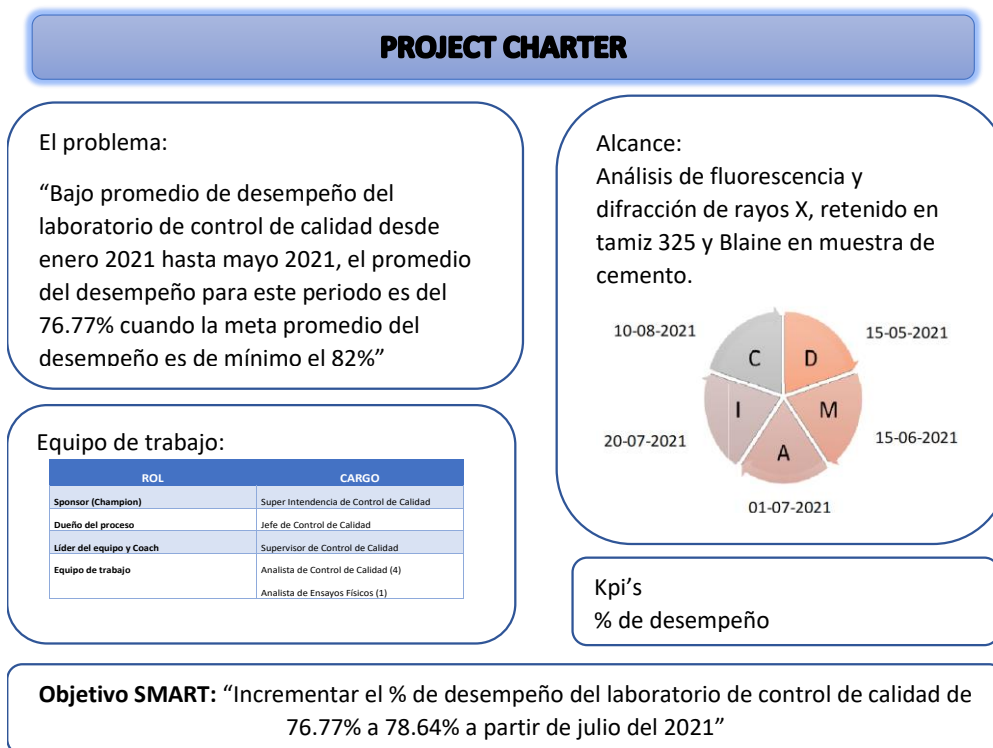 PROJECT CHARTER
El problema:
“Bajo promedio de desempeño del
laboratorio de control de calidad desde
enero 2021 hasta mayo 2021, el promedio
del desempeño para este periodo es del
76.77% cuando la meta promedio del
desempeño es de mínimo el 82%”
Equipo de trabajo:
ROL CARGO
Sponsor (Champion) Super Intendencia de Control de Calidad
Dueño del proceso Jefe de Control de Calidad
Líder del equipo y Coach Supervisor de Control de Calidad
Equipo de trabajo Analista de Control de Calidad (4)
Analista de Ensayos Físicos (1)
Alcance:
Análisis de fluorescencia y
difracción de rayos X, retenido en
tamiz 325 y Blaine en muestra de
cemento.
10-08-2021 C D 15-05-2021
20-07-2021 I M 15-06-2021
A
01-07-2021
Kpi’s
% de desempeño
Objetivo SMART: “Incrementar el % de desempeño del laboratorio de control de calidad de
76.77% a 78.64% a partir de julio del 2021”